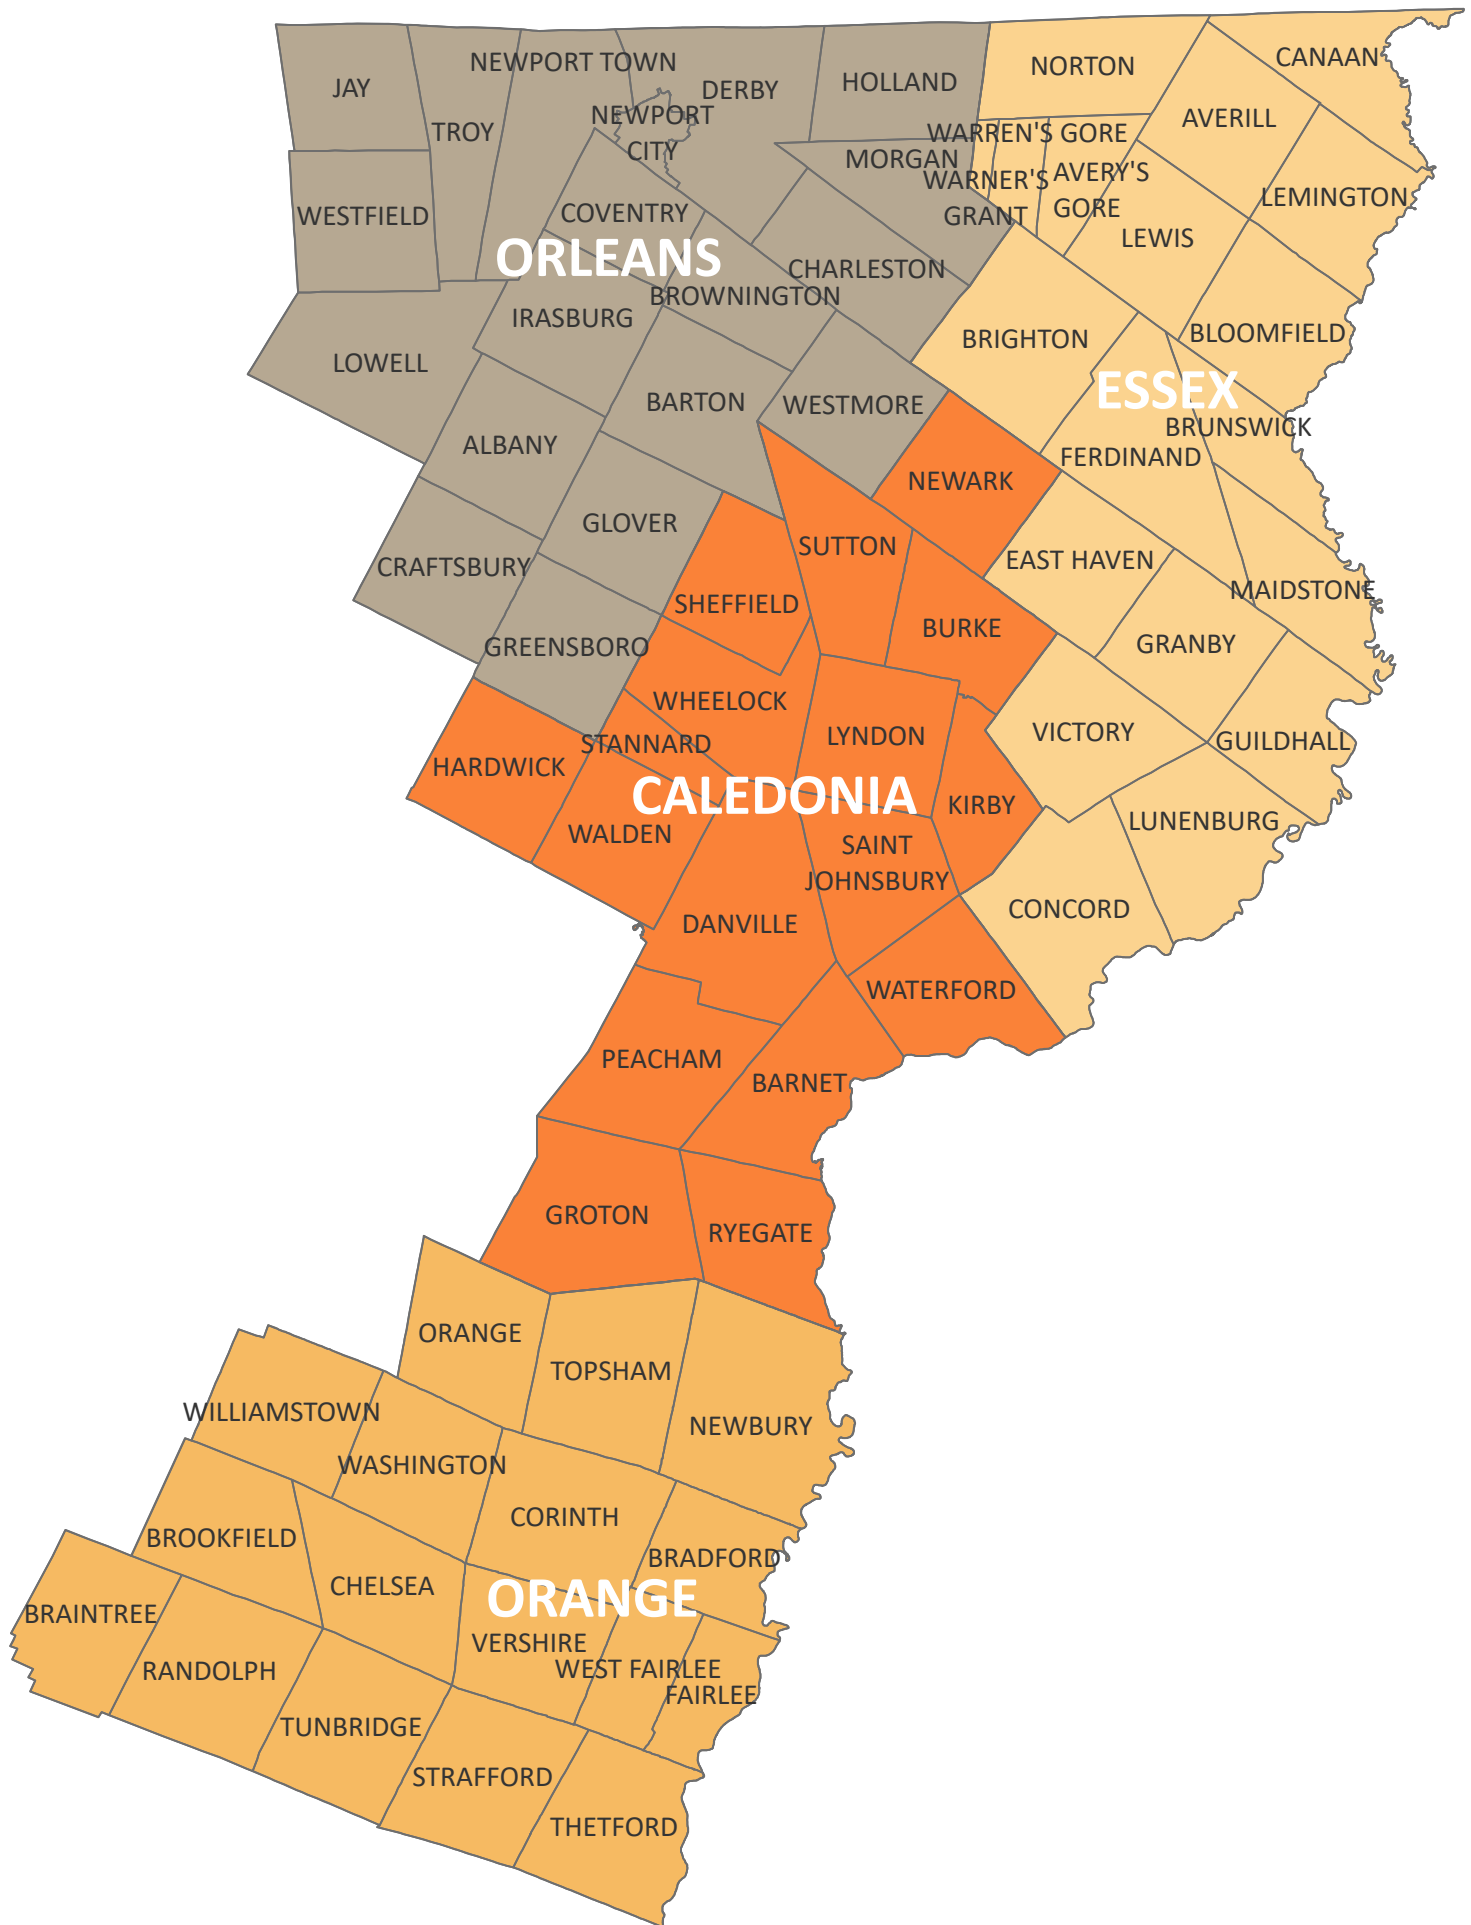 CANAAN
NEWPORT TOWN
NORTON
JAY
DERBY
HOLLAND
NEWPORT
CITY
AVERILL
TROY
WARREN'S GORE
MORGAN
WARNER'S
GRANT
AVERY'S
GORE
LEMINGTON
WESTFIELD
COVENTRY
LEWIS
ORLEANS
CHARLESTON
BROWNINGTON
IRASBURG
BRIGHTON
BLOOMFIELD
LOWELL
ESSEX
BARTON
WESTMORE
BRUNSWICK
ALBANY
FERDINAND
NEWARK
GLOVER
SUTTON
EAST HAVEN
CRAFTSBURY
MAIDSTONE
SHEFFIELD
BURKE
GREENSBORO
GRANBY
WHEELOCK
VICTORY
LYNDON
STANNARD
GUILDHALL
HARDWICK
CALEDONIA
KIRBY
LUNENBURG
WALDEN
SAINT
JOHNSBURY
CONCORD
DANVILLE
WATERFORD
PEACHAM
BARNET
GROTON
RYEGATE
ORANGE
TOPSHAM
WILLIAMSTOWN
NEWBURY
WASHINGTON
CORINTH
BROOKFIELD
BRADFORD
CHELSEA
ORANGE
BRAINTREE
VERSHIRE
RANDOLPH
WEST FAIRLEE
FAIRLEE
TUNBRIDGE
STRAFFORD
THETFORD